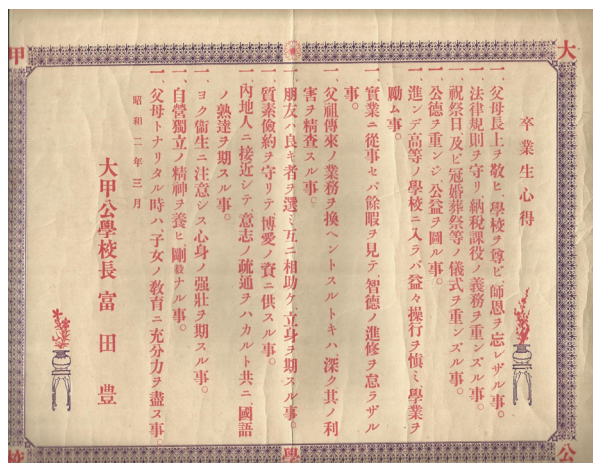 大
甲
卒業生心得
一、父母長上ヲ敬ヒ、學校ヲ尊ビ、師恩ヲ忘レザル事。
一、法律規則ヲ守リ、納稅課役ノ義務ヲ重ンズル事。
一、祝祭日及ビ冠婚葬祭等ノ儀式ヲ重ンズル事。
一、公德ヲ重ンジ、公益ヲ圖ル事。
一、進ンデ高等ノ學校ニ入ラバ益々操行ヲ愼ミ、學業ヲ
勵ム事。
一、實業ニ從事セバ餘暇ヲ見テ、智德ノ進修ヲ怠ラザル
事。
一、父祖傳來ノ業務ヲ換ヘントスルトキハ、深ク其ノ利
害ヲ精査スル事。
一、朋友ハ良キ者ヲ選ミ、互ニ相助ケ、立身ヲ期スル事。
一、質素儉約ヲ守リテ、博愛ノ資ニ供スル事。
一、內地人ニ接近シテ、意志ノ疏通ヲハカルト共ニ、國語
ノ熟達ヲ期スル事。
一、ヨク衞生ニ注意シ、心身ノ强壯ヲ期スル事。
一、自營獨立ノ精神ヲ養ヒ、剛毅ナル事。
一、父母トナリタル時ハ、子女ノ敎育ニ充分力ヲ盡ス事。
昭和二年三月
大甲公學校長 富田豊
公
學
校